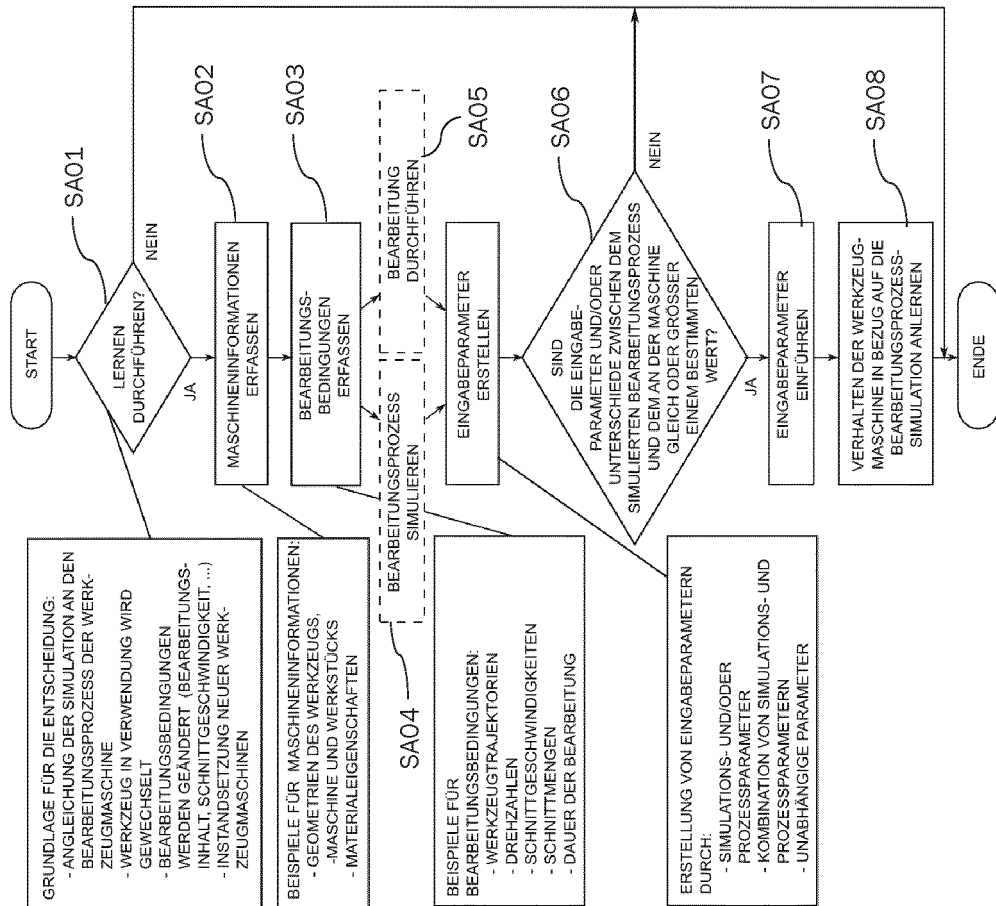 START
LERNEN
DURCHFÜHREN?
SA01
NEIN
JA
MASCHINENINFORMATIONEN
ERFASSEN
SA02
BEARBEITUNGS-
BEDINGUNGEN
ERFASSEN
SA03
BEARBEITUNGSPROZESS
SIMULIEREN
SA04
BEARBEITUNG
DURCHFÜHREN
SA05
EINGABEPARAMETER
ERSTELLEN
SIND
DIE EINGABE-
PARAMETER UND/ODER
UNTERSCHIEDE ZWISCHEN DEM
SIMULIERTEN BEARBEITUNGSPROZESS
UND DEM AN DER MASCHINE
GLEICH ODER GRÖSSER
EINEM BESTIMMTEN
WERT?
SA06
NEIN
JA
EINGABEPARAMETER
EINFÜHREN
SA07
VERHALTEN DER WERKZEUG-
MASCHINE IN BEZUG AUF DIE
BEARBEITUNGSPROZESS-
SIMULATION ANLERNEN
SA08
ENDE
GRUNDLAGE FÜR DIE ENTSCHEIDUNG:
- ANGLEICHUNG DER SIMULATION AN DEN
BEARBEITUNGSPROZESS DER WERK-
ZEUGMASCHINE
- WERKZEUG IN VERWENDUNG WIRD
GEWECHSELT
- BEARBEITUNGSBEDINGUNGEN
WERDEN GEÄNDERT (BEARBEITUNGS-
INHALT, SCHNITTGESCHWINDIGKEIT, ...)
- INSTANDSETZUNG NEUER WERK-
ZEUGMASCHINEN
BEISPIELE FÜR MASCHINENINFORMATIONEN:
- GEOMETRIEN DES WERKZEUGS,
-MASCHINE UND WERKSTÜCKS
- MATERIALEIGENSCHAFTEN
BEISPIELE FÜR
BEARBEITUNGSBEDINGUNGEN:
- WERKZEUGTRAJEKTORIEN
- DREHZAHLEN
- SCHNITTGESCHWINDIGKEITEN
- SCHNITTMENGEN
- DAUER DER BEARBEITUNG
ERSTELLUNG VON EINGABEPARAMETERN
DURCH:
- SIMULATIONS- UND/ODER
PROZESSPARAMETER
- KOMBINATION VON SIMULATIONS- UND
PROZESSPARAMETERN
- UNABHÄNGIGE PARAMETER